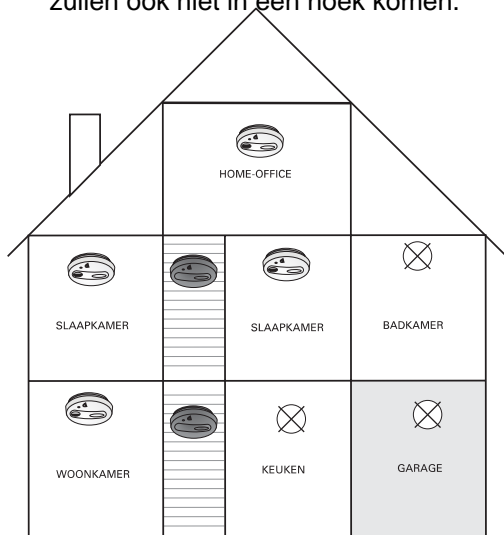 zullen ook niet in een hoek komen.
HOME-OFFICE
SLAAPKAMER
SLAAPKAMER
BADKAMER
WOONKAMER
KEUKEN
GARAGE